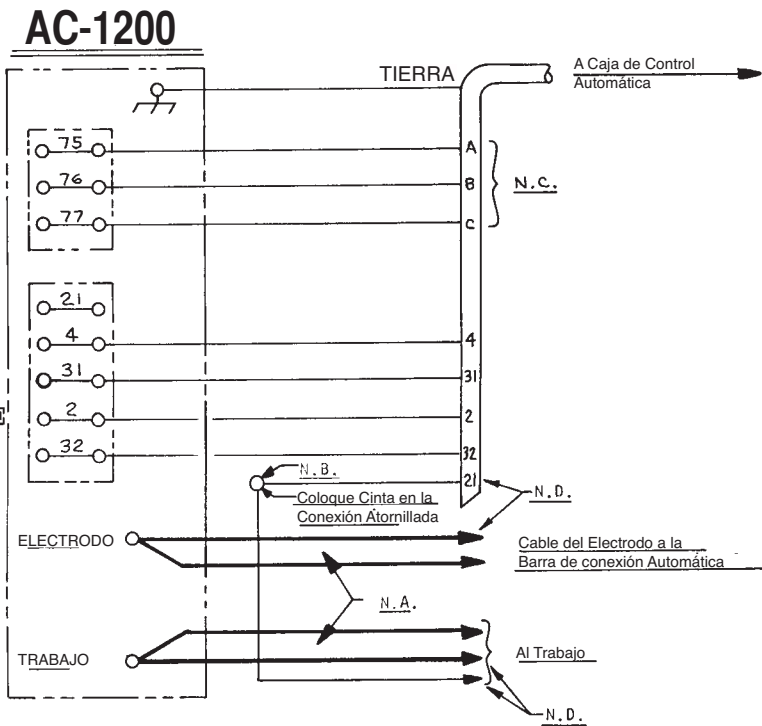 AC-1200
TIERRA
A Caja de Control
Automática
75
A
76
B
N.C.
77
C
21
4
4
31
31
2
2
32
32
N.B.
21
Coloque Cinta en la
Conexión Atornillada
N.D.
ELECTRODO
Cable del Electrodo a la
Barra de conexión Automática
N.A.
TRABAJO
Al Trabajo
N.D.